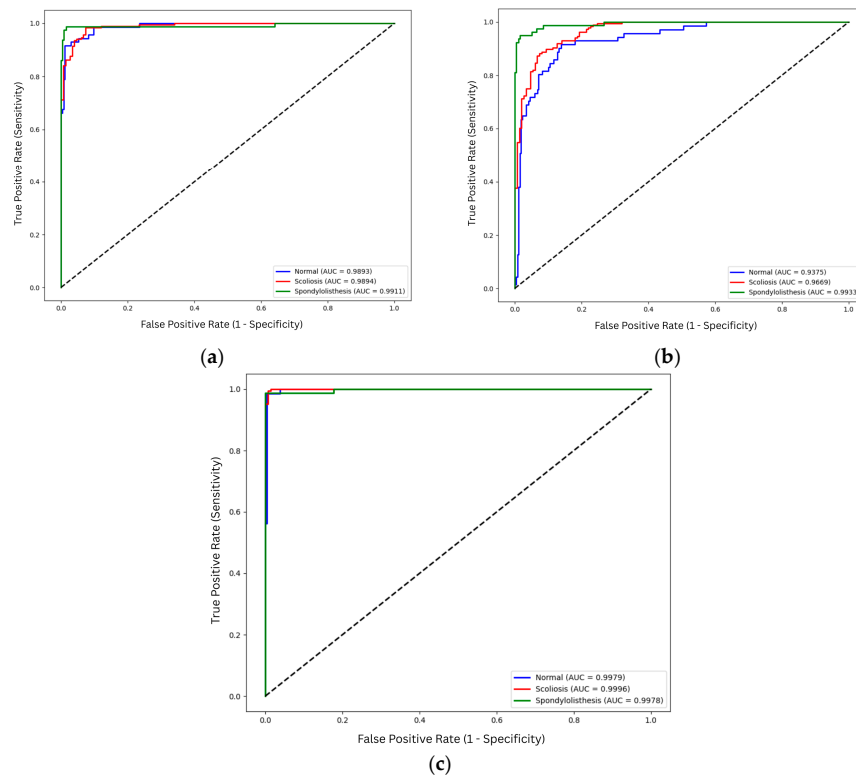 1.0
0.8
0.6
0.4
0.2
0.0
True Positive Rate (Sensitivity)
Normal (AUC = 0.9893)
Scoliosis (AUC = 0.9894)
Spondylolisthesis (AUC = 0.9911)
0.0 0.2 0.4 0.6 0.8 1.0
False Positive Rate (1 - Specificity)
(a)
1.0
0.8
0.6
0.4
0.2
0.0
True Positive Rate (Sensitivity)
Normal (AUC = 0.9375)
Scoliosis (AUC = 0.9669)
Spondylolisthesis (AUC = 0.9933)
0.0 0.2 0.4 0.6 0.8 1.0
False Positive Rate (1 - Specificity)
(b)
1.0
0.8
0.6
0.4
0.2
0.0
True Positive Rate (Sensitivity)
Normal (AUC = 0.9979)
Scoliosis (AUC = 0.9996)
Spondylolisthesis (AUC = 0.9978)
0.0 0.2 0.4 0.6 0.8 1.0
False Positive Rate (1 - Specificity)
(c)